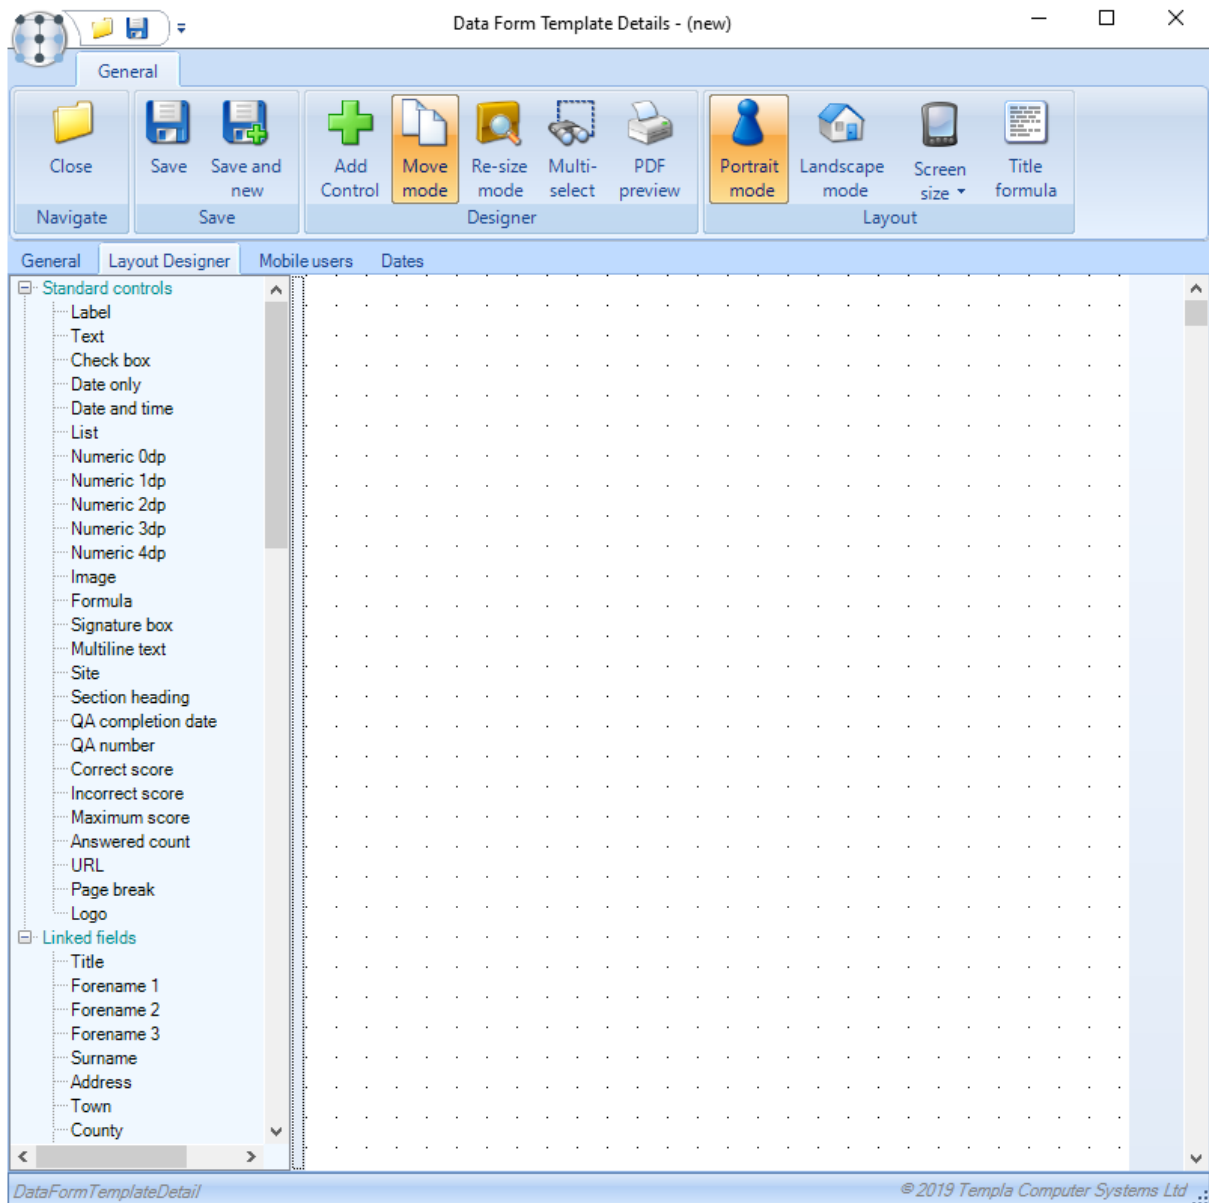 Data Form Template Details - (new)
General
Close
Save
Save and new
Add Control
Move mode
Re-size mode
Multi-select
PDF preview
Portrait mode
Landscape mode
Screen size
Title formula
Navigate
Save
Designer
Layout
General
Layout Designer
Mobile users
Dates
Standard controls
Label
Text
Check box
Date only
Date and time
List
Numeric 0dp
Numeric 1dp
Numeric 2dp
Numeric 3dp
Numeric 4dp
Image
Formula
Signature box
Multiline text
Site
Section heading
QA completion date
QA number
Correct score
Incorrect score
Maximum score
Answered count
URL
Page break
Logo
Linked fields
Title
Forename 1
Forename 2
Forename 3
Surname
Address
Town
County
DataFormTemplateDetail
© 2019 Templa Computer Systems Ltd